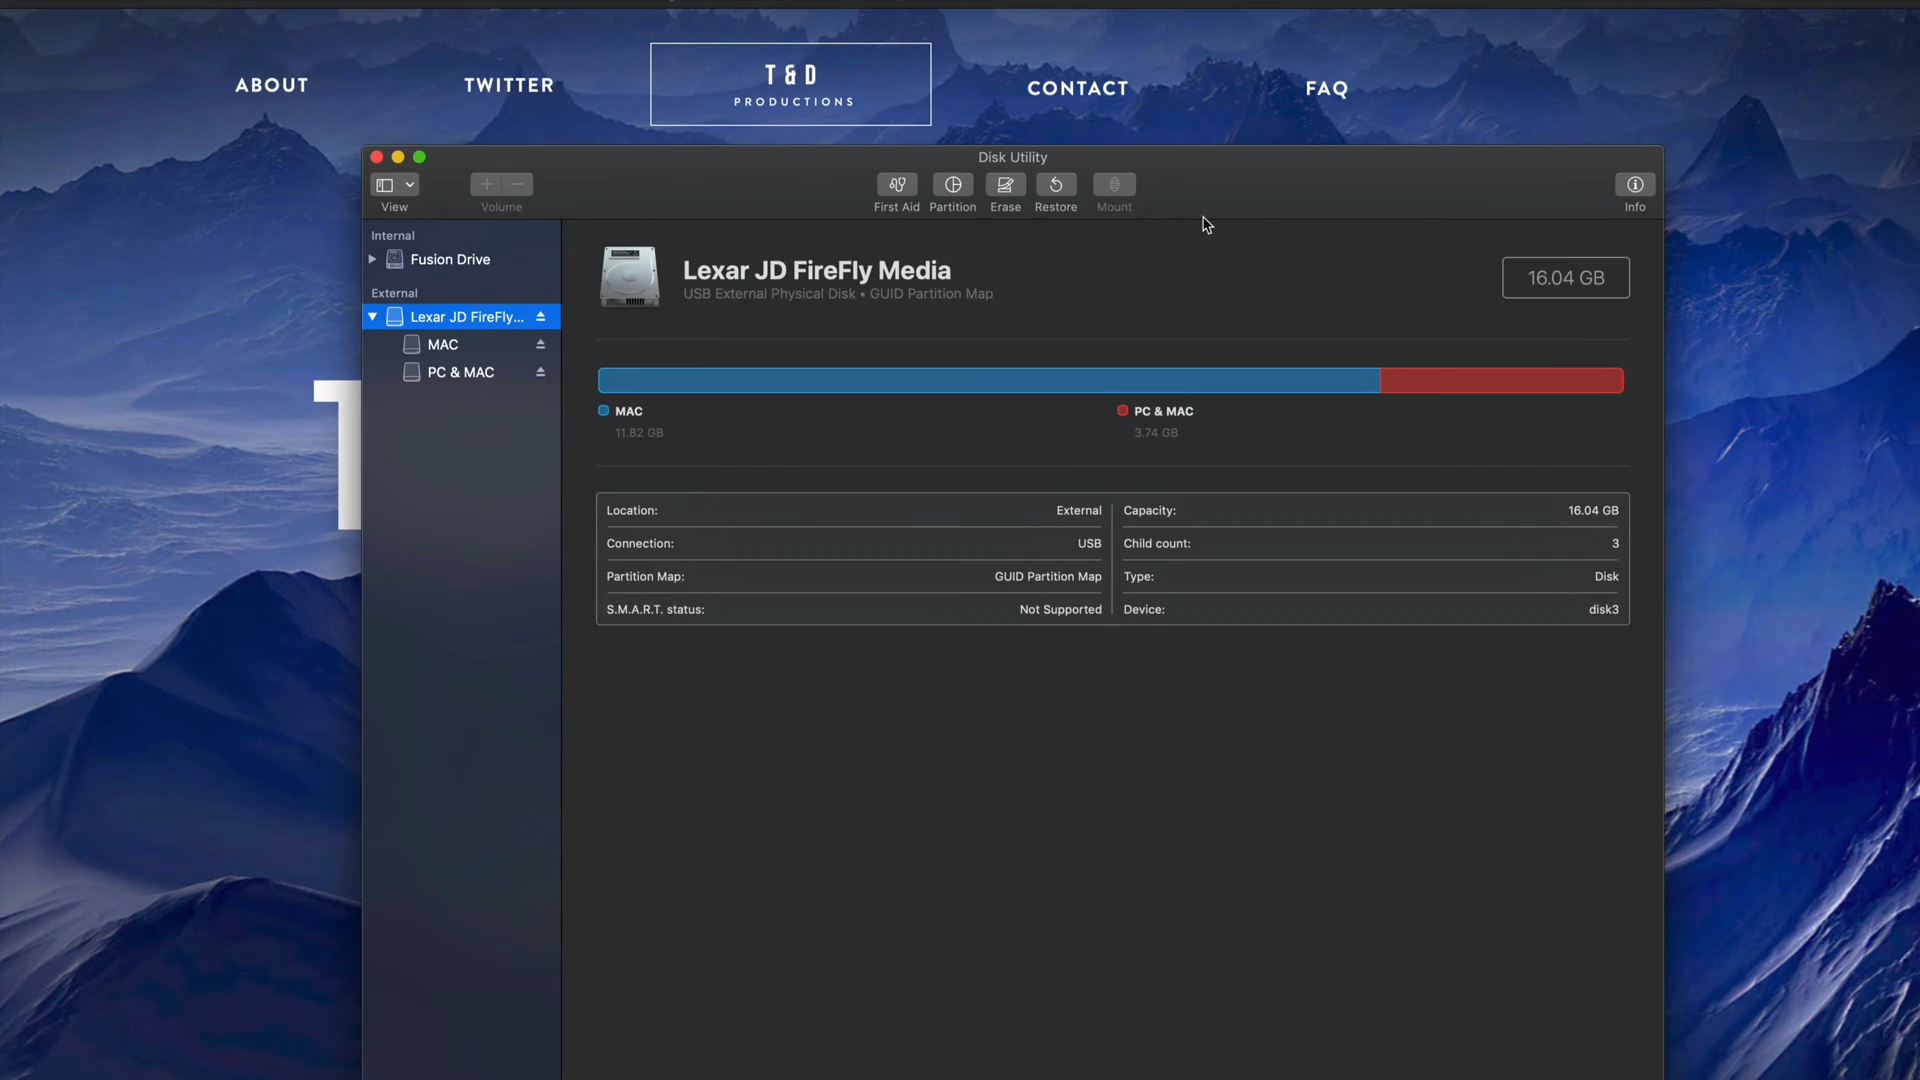 ABOUT
TWITTER
T & D
PRODUCTIONS
CONTACT
FAQ
Disk Utility
View
Volume
First Aid
Partition
Erase
Restore
Mount
Info
Internal
Fusion Drive
External
Lexar JD FireFly...
MAC
PC & MAC
Lexar JD FireFly Media
USB External Physical Disk • GUID Partition Map
16.04 GB
MAC
11.82 GB
PC & MAC
3.74 GB
Location: External
Connection: USB
Partition Map: GUID Partition Map
S.M.A.R.T. status: Not Supported
Capacity: 16.04 GB
Child count: 3
Type: Disk
Device: disk3
T